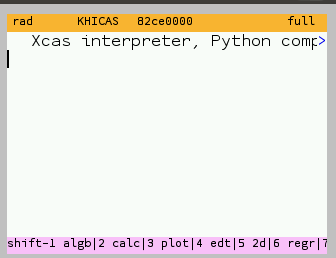 rad KHICAS 82ce0000 full
Xcas interpreter, Python comp>
shift-1 algb|2 calc|3 plot|4 edt|5 2d|6 regr|7